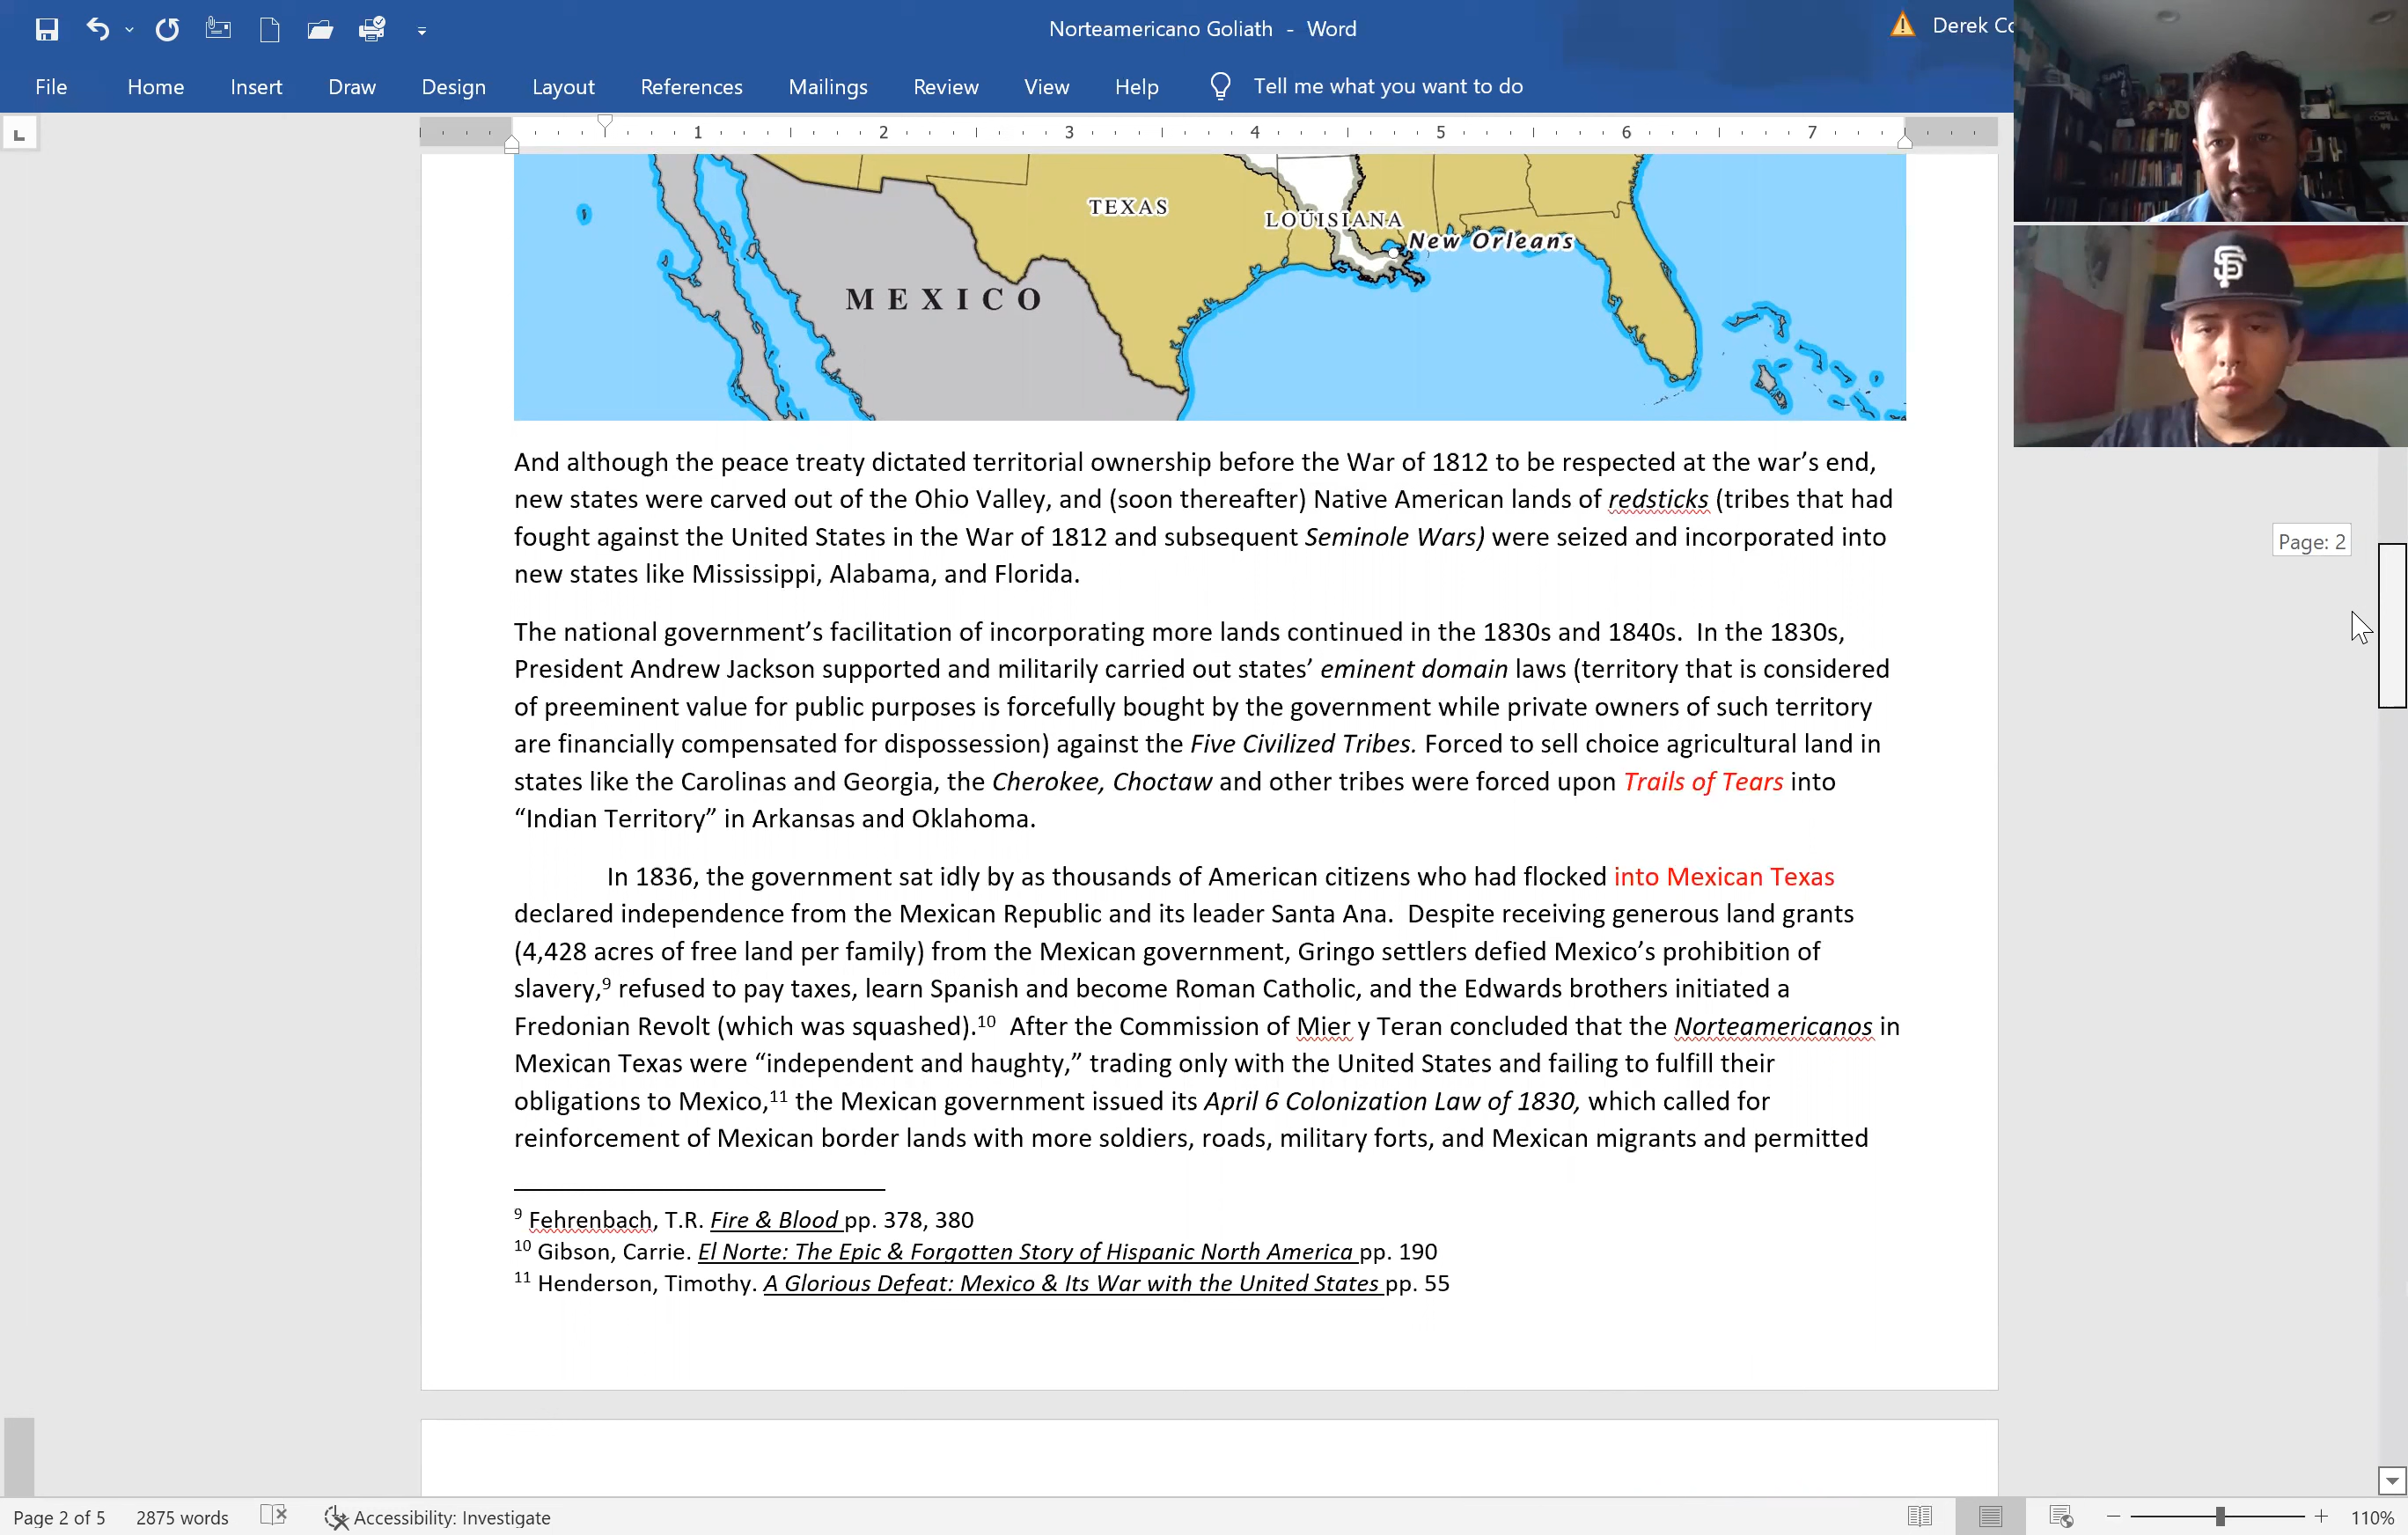 Norteamericano Goliath - Word
Derek
File Home Insert Draw Design Layout References Mailings Review View Help Tell me what you want to do
1 2 3 4 5 6 7
TEXAS
LOUISIANA
New Orleans
MEXICO
SF
And although the peace treaty dictated territorial ownership before the War of 1812 to be respected at the war's end,
new states were carved out of the Ohio Valley, and (soon thereafter) Native American lands of redsticks (tribes that had
fought against the United States in the War of 1812 and subsequent Seminole Wars) were seized and incorporated into
new states like Mississippi, Alabama, and Florida.
Page: 2
The national government's facilitation of incorporating more lands continued in the 1830s and 1840s. In the 1830s,
President Andrew Jackson supported and militarily carried out states' eminent domain laws (territory that is considered
of preeminent value for public purposes is forcefully bought by the government while private owners of such territory
are financially compensated for dispossession) against the Five Civilized Tribes. Forced to sell choice agricultural land in
states like the Carolinas and Georgia, the Cherokee, Choctaw and other tribes were forced upon Trails of Tears into
“Indian Territory” in Arkansas and Oklahoma.
In 1836, the government sat idly by as thousands of American citizens who had flocked into Mexican Texas
declared independence from the Mexican Republic and its leader Santa Ana. Despite receiving generous land grants
(4,428 acres of free land per family) from the Mexican government, Gringo settlers defied Mexico's prohibition of
slavery,9 refused to pay taxes, learn Spanish and become Roman Catholic, and the Edwards brothers initiated a
Fredonian Revolt (which was squashed).10 After the Commission of Mier y Teran concluded that the Norteamericanos in
Mexican Texas were “independent and haughty,” trading only with the United States and failing to fulfill their
obligations to Mexico,11 the Mexican government issued its April 6 Colonization Law of 1830, which called for
reinforcement of Mexican border lands with more soldiers, roads, military forts, and Mexican migrants and permitted
9 Fehrenbach, T.R. Fire & Blood pp. 378, 380
10 Gibson, Carrie. El Norte: The Epic & Forgotten Story of Hispanic North America pp. 190
11 Henderson, Timothy. A Glorious Defeat: Mexico & Its War with the United States pp. 55
Page 2 of 5 2875 words Accessibility: Investigate 110%